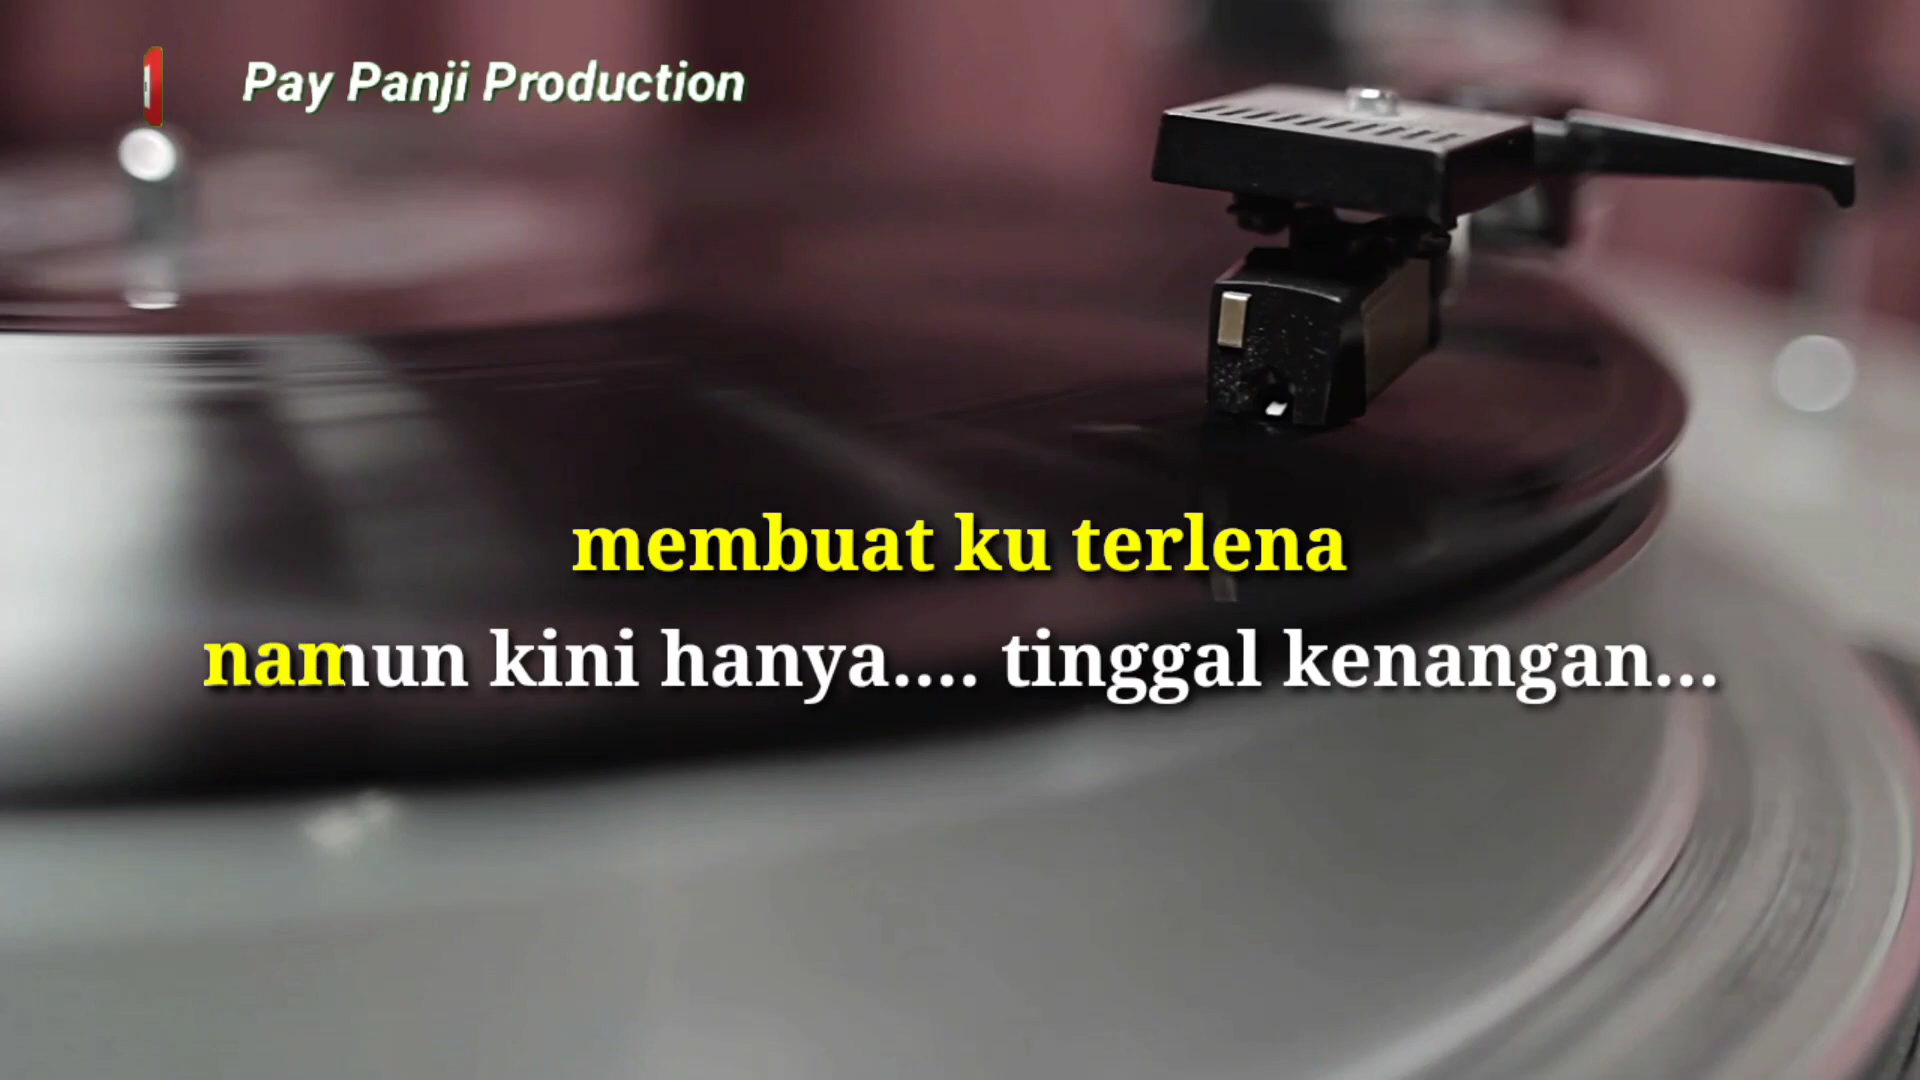 Pay Panji Production
membuat ku terlena
namun kini hanya.... tinggal kenangan...